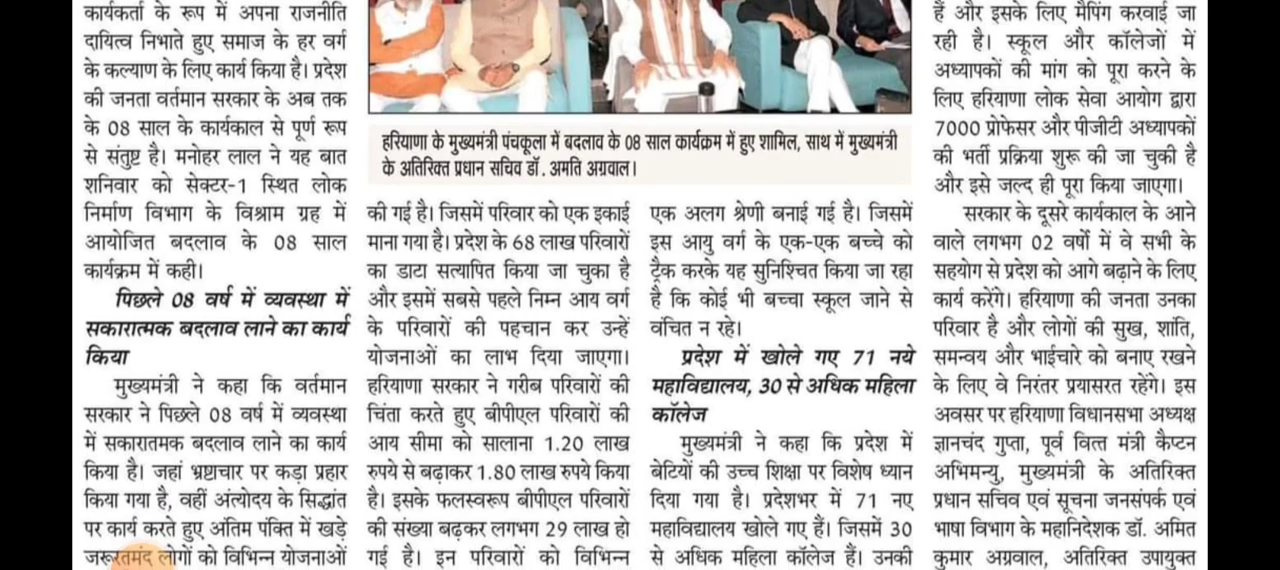 कार्यकर्ता के रूप में अपना राजनीति
दायित्व निभाते हुए समाज के हर वर्ग
के कल्याण के लिए कार्य किया है। प्रदेश
की जनता वर्तमान सरकार के अब तक
के 08 साल के कार्यकाल से पूर्ण रूप
से संतुष्ट है। मनोहर लाल ने यह बात
शनिवार को सेक्टर-1 स्थित लोक
निर्माण विभाग के विश्राम ग्रह में
आयोजित बदलाव के 08 साल
कार्यक्रम में कही।
पिछले 08 वर्ष में व्यवस्था में
सकारात्मक बदलाव लाने का कार्य
किया
मुख्यमंत्री ने कहा कि वर्तमान
सरकार ने पिछले 08 वर्ष में व्यवस्था
में सकारातमक बदलाव लाने का कार्य
किया है। जहां भ्रष्टाचार पर कड़ा प्रहार
किया गया है, वहीं अंत्योदय के सिद्धांत
पर कार्य करते हुए अंतिम पंक्ति में खड़े
जरूरतमंद लोगों को विभिन्न योजनाओं
हरियाणा के मुख्यमंत्री पंचकूला में बदलाव के 08 साल कार्यक्रम में हुए शामिल, साथ में मुख्यमंत्री
के अतिरिक्त प्रधान सचिव डॉ. अमति अग्रवाल।
की गई है। जिसमें परिवार को एक इकाई
माना गया है। प्रदेश के 68 लाख परिवारों
का डाटा सत्यापित किया जा चुका है
और इसमें सबसे पहले निम्न आय वर्ग
के परिवारों की पहचान कर उन्हें
योजनाओं का लाभ दिया जाएगा।
हरियाणा सरकार ने गरीब परिवारों की
चिंता करते हुए बीपीएल परिवारों की
आय सीमा को सालाना 1.20 लाख
रुपये से बढ़ाकर 1.80 लाख रुपये किया
है। इसके फलस्वरूप बीपीएल परिवारों
की संख्या बढ़कर लगभग 29 लाख हो
गई है। इन परिवारों को विभिन्न
एक अलग श्रेणी बनाई गई है। जिसमें
इस आयु वर्ग के एक-एक बच्चे को
ट्रैक करके यह सुनिश्चित किया जा रहा
है कि कोई भी बच्चा स्कूल जाने से
वंचित न रहे।
प्रदेश में खोले गए 71 नये
महाविद्यालय, 30 से अधिक महिला
कॉलेज
मुख्यमंत्री ने कहा कि प्रदेश में
बेटियों की उच्च शिक्षा पर विशेष ध्यान
दिया गया है। प्रदेशभर में 71 नए
महाविद्यालय खोले गए हैं। जिसमें 30
से अधिक महिला कॉलेज हैं। उनकी
हैं और इसके लिए मैपिंग करवाई जा
रही है। स्कूल और कॉलेजों में
अध्यापकों की मांग को पूरा करने के
लिए हरियाणा लोक सेवा आयोग द्वारा
7000 प्रोफेसर और पीजीटी अध्यापकों
की भर्ती प्रक्रिया शुरू की जा चुकी है
और इसे जल्द ही पूरा किया जाएगा।
सरकार के दूसरे कार्यकाल के आने
वाले लगभग 02 वर्षो में वे सभी के
सहयोग से प्रदेश को आगे बढ़ाने के लिए
कार्य करेंगे। हरियाणा की जनता उनका
परिवार है और लोगों की सुख, शांति,
समन्वय और भाईचारे को बनाए रखने
के लिए वे निरंतर प्रयासरत रहेंगे। इस
अवसर पर हरियाणा विधानसभा अध्यक्ष
ज्ञानचंद गुप्ता, पूर्व वित्त मंत्री कैप्टन
अभिमन्यु, मुख्यमंत्री के अतिरिक्त
प्रधान सचिव एवं सूचना जनसंपर्क एवं
भाषा विभाग के महानिदेशक डॉ. अमित
कुमार अग्रवाल, अतिरिक्त उपायुक्त